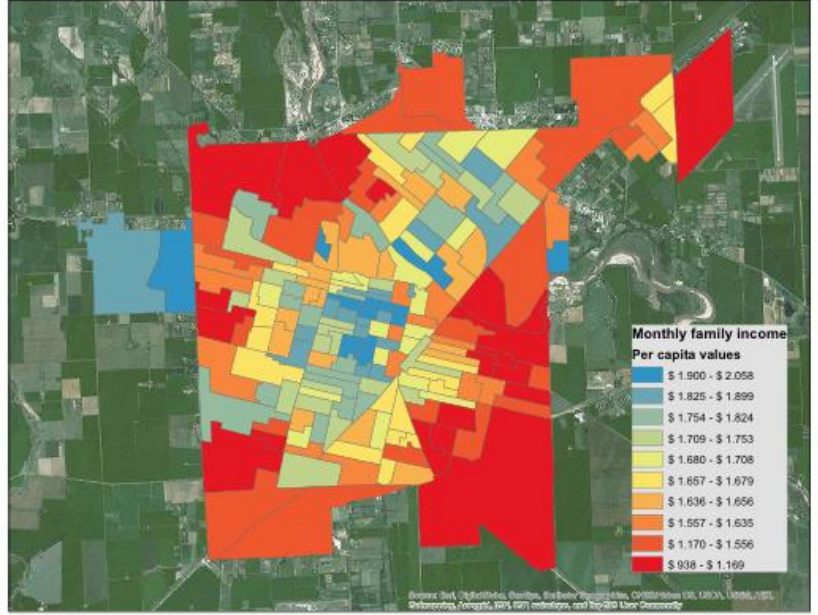 Monthly family income
Per capita values
$ 1.900 - $ 2.058
$ 1.825 - $ 1.899
$ 1.754 - $ 1.824
$ 1.709 - $ 1.753
$ 1.680 - $ 1.708
$ 1.657 - $ 1.679
$ 1.636 - $ 1.656
$ 1.557 - $ 1.635
$ 1.170 - $ 1.556
$ 938 - $ 1.169